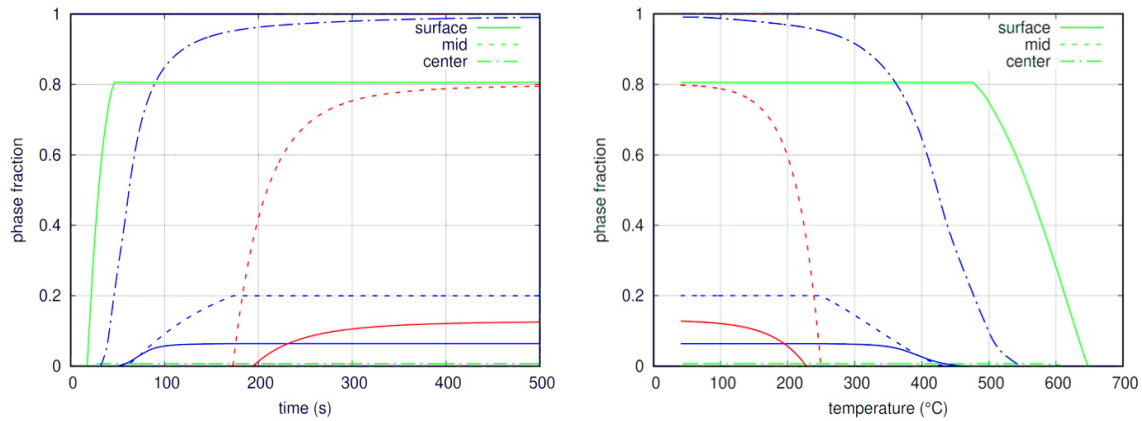 1
0.8
0.6
0.4
0.2
0
phase fraction
surface
mid
center
0 100 200 300 400 500
time (s)
1
0.8
0.6
0.4
0.2
0
phase fraction
surface
mid
center
0 100 200 300 400 500 600 700
temperature (°C)